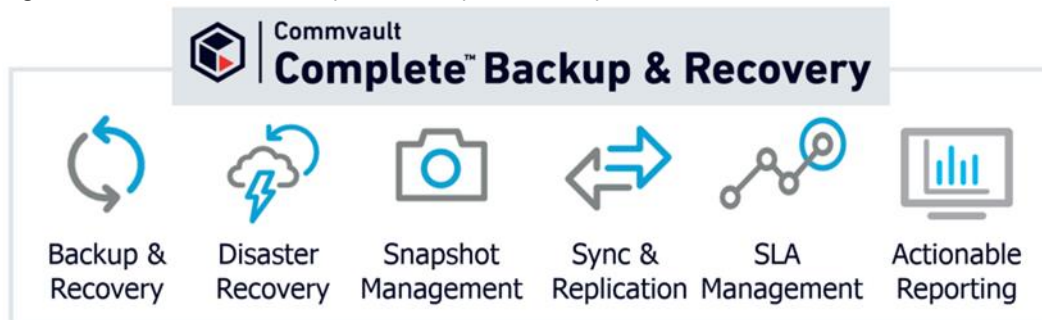 Commvault
Complete™ Backup & Recovery
Backup &
Recovery
Disaster
Recovery
Snapshot
Management
Sync &
Replication
SLA
Management
Actionable
Reporting